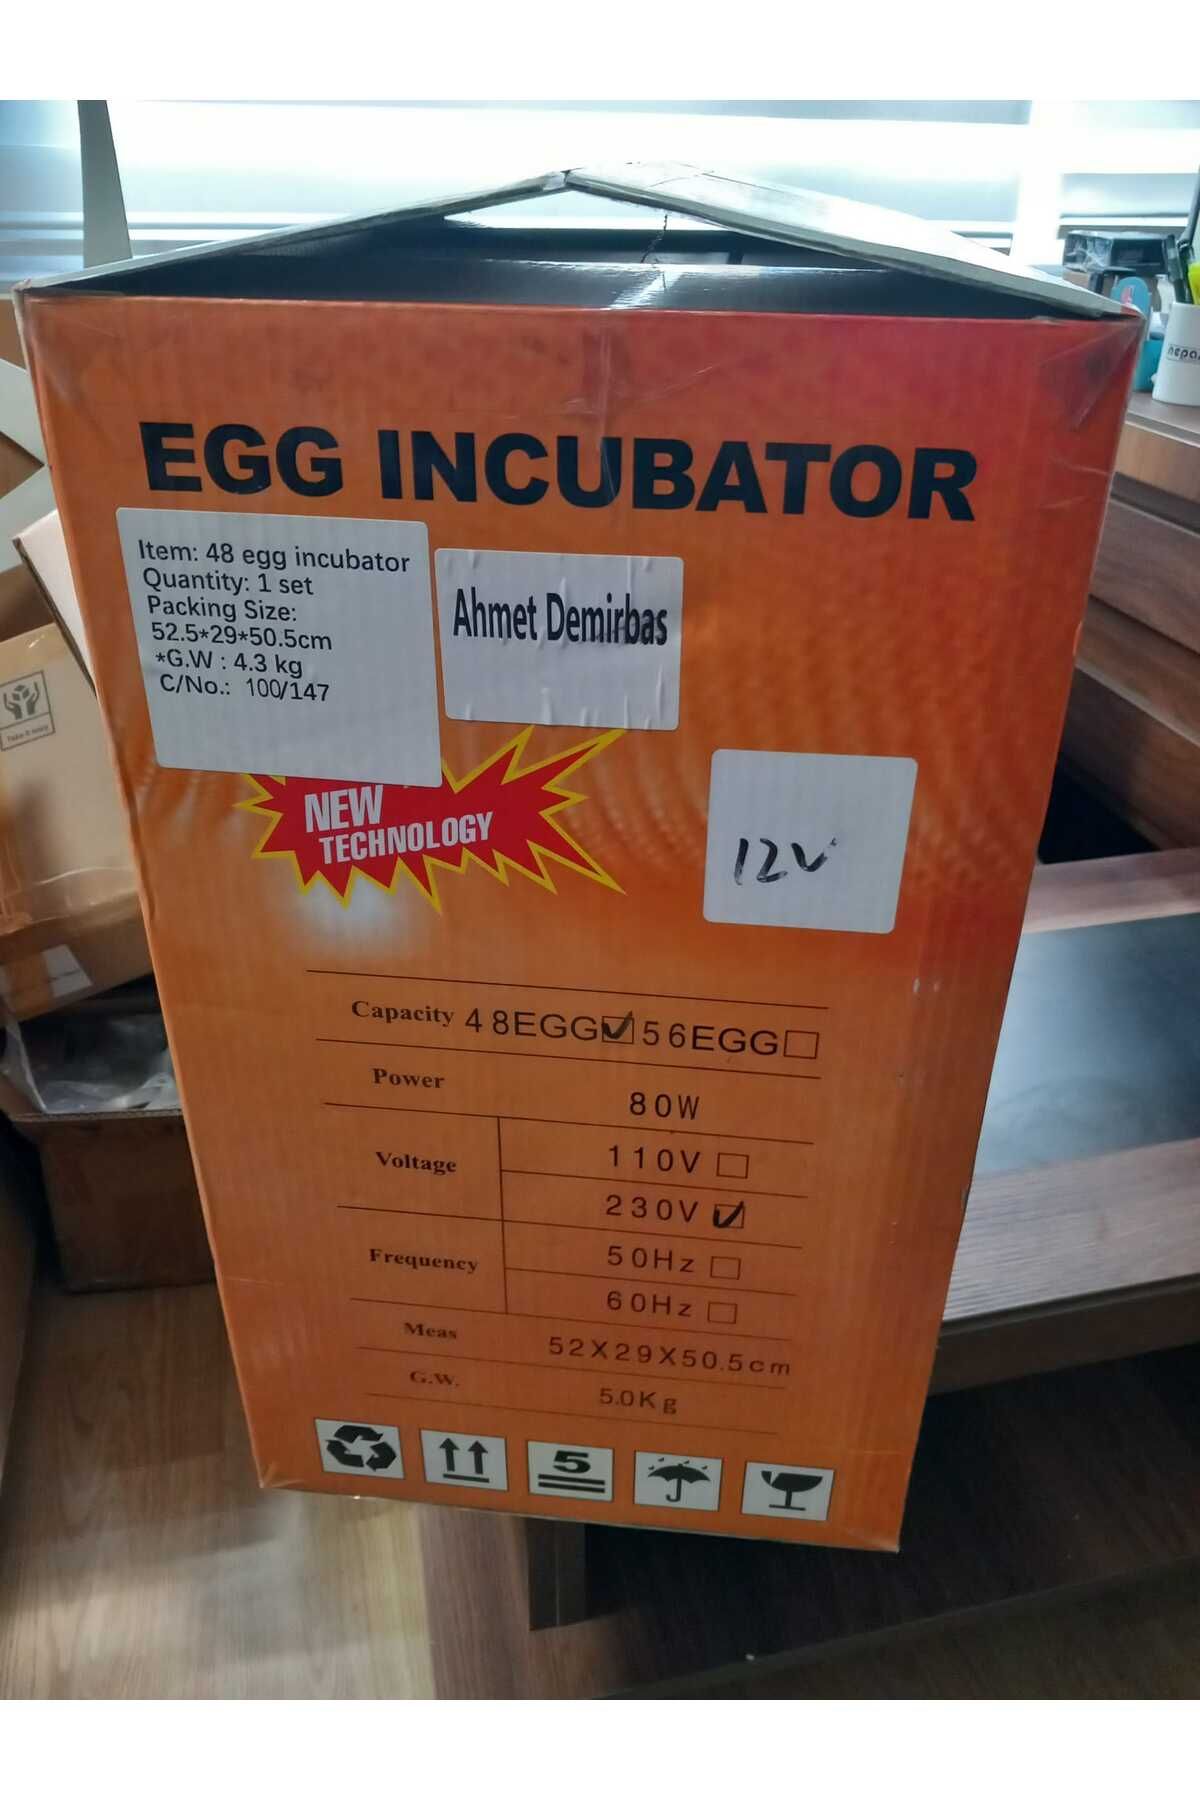 EGG INCUBATOR
Item: 48 egg incubator
Quantity: 1 set
Packing Size:
52.5*29*50.5cm
*G.W : 4.3 kg
C/No.: 100/147
Ahmet Demirbas
NEW
TECHNOLOGY
12V
Capacity 48EGG 56EGG
Power 80W
Voltage 110V
230V
Frequency 50Hz
60Hz
Meas 52X29X50.5cm
G.W. 5.0Kg
5